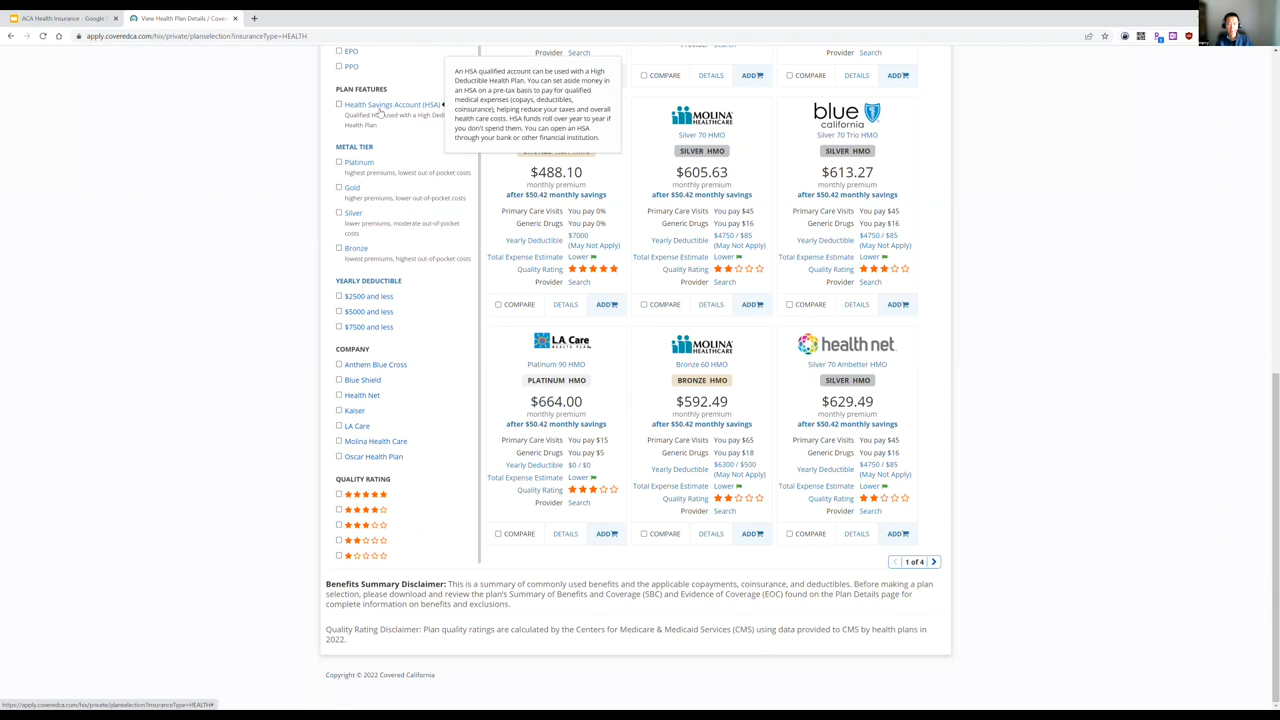 ACA Health Insurance - Google
View Health Plan Details / Cove
apply.coveredca.com/hix/private/planselection?insuranceType=HEALTH
EPO
PPO
PLAN FEATURES
Health Savings Account (HSA)
Qualified HSA used with a High Dedu
Health Plan
An HSA qualified account can be used with a High
Deductible Health Plan. You can set aside money in
an HSA on a pre-tax basis to pay for qualified
medical expenses (copays, deductibles,
coinsurance), helping reduce your taxes and overall
health care costs. HSA funds roll over year to year if
you don't spend them. You can open an HSA
through your bank or other financial institution.
METAL TIER
Platinum
highest premiums, lowest out-of-pocket costs
Gold
higher premiums, lower out-of-pocket costs
Silver
lower premiums, moderate out-of-pocket
costs
Bronze
lowest premiums, highest out-of-pocket costs
YEARLY DEDUCTIBLE
$2500 and less
$5000 and less
$7500 and less
COMPANY
Anthem Blue Cross
Blue Shield
Health Net
Kaiser
LA Care
Molina Health Care
Oscar Health Plan
QUALITY RATING
Provider Search
COMPARE DETAILS ADD
COMPARE DETAILS ADD
$488.10
monthly premium
after $50.42 monthly savings
Primary Care Visits You pay 0%
Generic Drugs You pay 0%
Yearly Deductible $7000
(May Not Apply)
Total Expense Estimate Lower
Quality Rating
Provider Search
COMPARE DETAILS ADD
MOLINA
HEALTHCARE
Silver 70 HMO
SILVER HMO
$605.63
monthly premium
after $50.42 monthly savings
Primary Care Visits You pay $45
Generic Drugs You pay $16
Yearly Deductible $4750 / $85
(May Not Apply)
Total Expense Estimate Lower
Quality Rating
Provider Search
COMPARE DETAILS ADD
blue
california
Silver 70 Trio HMO
SILVER HMO
$613.27
monthly premium
after $50.42 monthly savings
Primary Care Visits You pay $45
Generic Drugs You pay $16
Yearly Deductible $4750 / $85
(May Not Apply)
Total Expense Estimate Lower
Quality Rating
Provider Search
COMPARE DETAILS ADD
L.A. Care
HEALTH PLAN
Platinum 90 HMO
PLATINUM HMO
$664.00
monthly premium
after $50.42 monthly savings
Primary Care Visits You pay $15
Generic Drugs You pay $5
Yearly Deductible $0 / $0
Total Expense Estimate Lower
Quality Rating
Provider Search
COMPARE DETAILS ADD
MOLINA
HEALTHCARE
Bronze 60 HMO
BRONZE HMO
$592.49
monthly premium
after $50.42 monthly savings
Primary Care Visits You pay $65
Generic Drugs You pay $18
Yearly Deductible $6300 / $500
(May Not Apply)
Total Expense Estimate Lower
Quality Rating
Provider Search
COMPARE DETAILS ADD
health net.
Silver 70 Ambetter HMO
SILVER HMO
$629.49
monthly premium
after $50.42 monthly savings
Primary Care Visits You pay $45
Generic Drugs You pay $16
Yearly Deductible $4750 / $85
(May Not Apply)
Total Expense Estimate Lower
Quality Rating
Provider Search
COMPARE DETAILS ADD
1 of 4
Benefits Summary Disclaimer: This is a summary of commonly used benefits and the applicable copayments, coinsurance, and deductibles. Before making a plan
selection, please download and review the plan's Summary of Benefits and Coverage (SBC) and Evidence of Coverage (EOC) found on the Plan Details page for
complete information on benefits and exclusions.
Quality Rating Disclaimer: Plan quality ratings are calculated by the Centers for Medicare & Medicaid Services (CMS) using data provided to CMS by health plans in
2022.
Copyright © 2022 Covered California
https://apply.coveredca.com/hix/private/planselection?insuranceType=HEALTH#